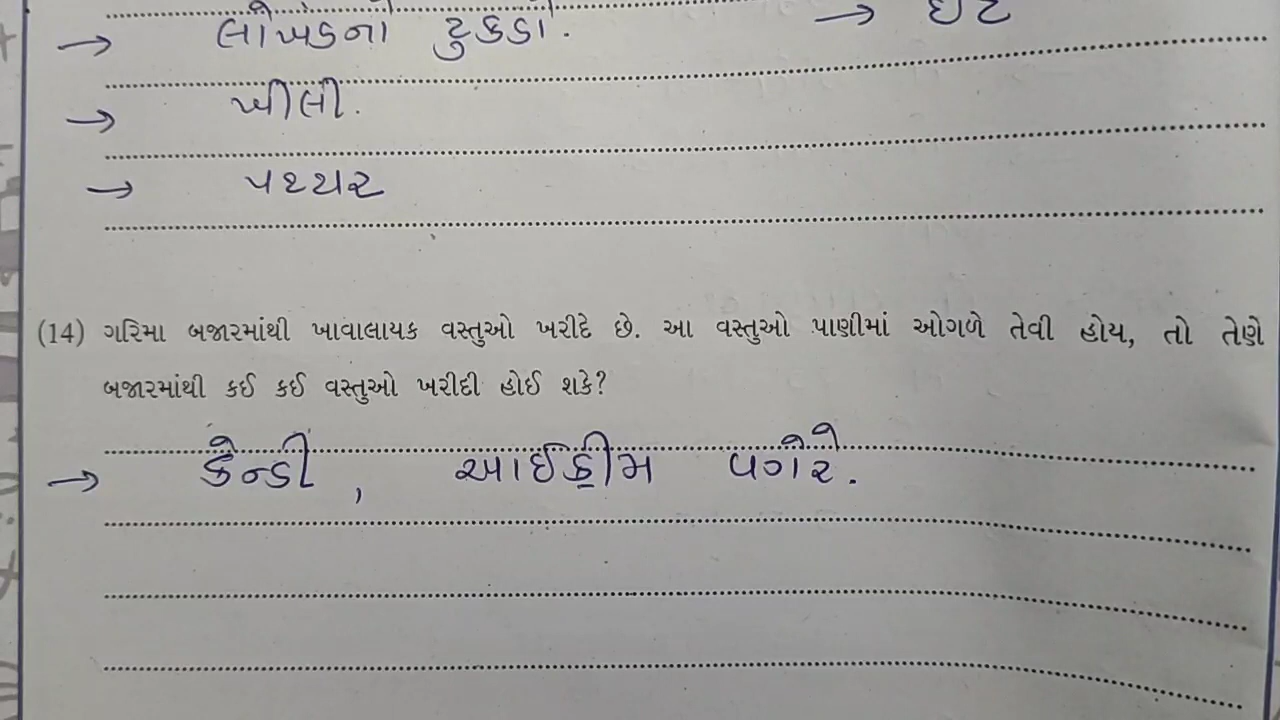 → લોખંડનો ટુકડો. → ઈંટ
→ ખીલી.
→ પથ્થર
(14) ગરિમા બજારમાંથી ખાવાલાયક વસ્તુઓ ખરીદે છે. આ વસ્તુઓ પાણીમાં ઓગળે તેવી હોય, તો તેણે
બજારમાંથી કઈ કઈ વસ્તુઓ ખરીદી હોઈ શકે?
→ કેન્ડી, આઈક્રીમ વગેરે.